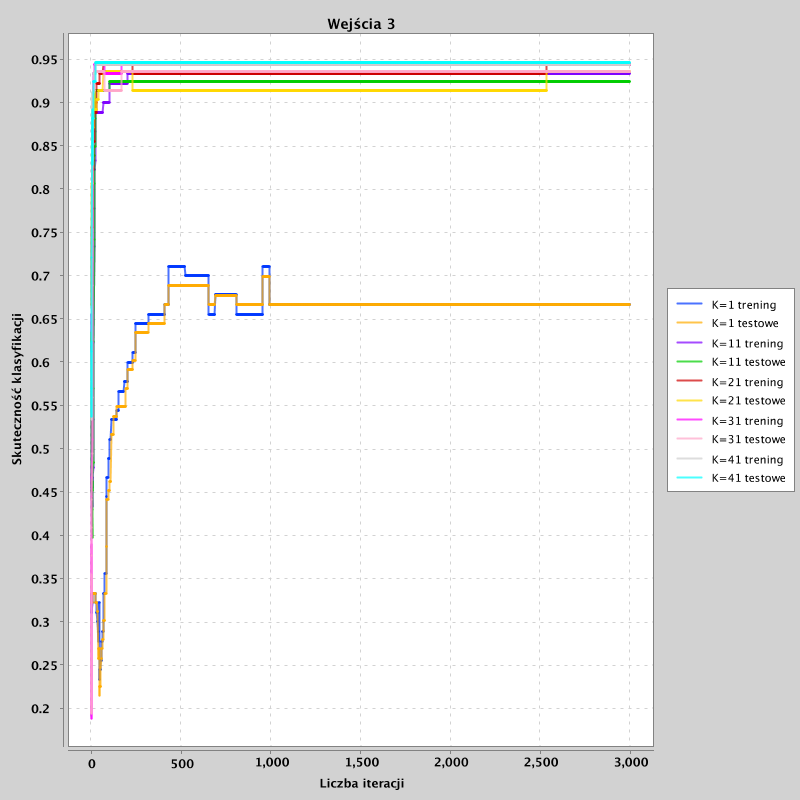 Wejścia 3
Skuteczność klasyfikacji
0.95
0.9
0.85
0.8
0.75
0.7
0.65
0.6
0.55
0.5
0.45
0.4
0.35
0.3
0.25
0.2
0 500 1,000 1,500 2,000 2,500 3,000
Liczba iteracji
K=1 trening
K=1 testowe
K=11 trening
K=11 testowe
K=21 trening
K=21 testowe
K=31 trening
K=31 testowe
K=41 trening
K=41 testowe